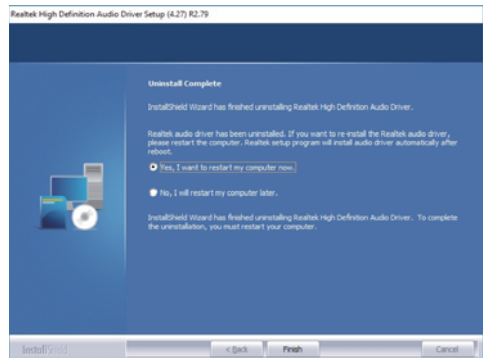 Realtek High Definition Audio Driver Setup (4.27) R2.79
Uninstall Complete
InstallShield Wizard has finished uninstalling Realtek High Definition Audio Driver.
Realtek audio driver has been uninstalled. If you want to re-install the Realtek audio driver,
please restart the computer. Realtek setup program will install audio driver automatically after
reboot.
Yes, I want to restart my computer now.
No, I will restart my computer later.
InstallShield Wizard has finished uninstalling Realtek High Definition Audio Driver. To complete
the uninstallation, you must restart your computer.
InstallShield
< Back
Finish
Cancel